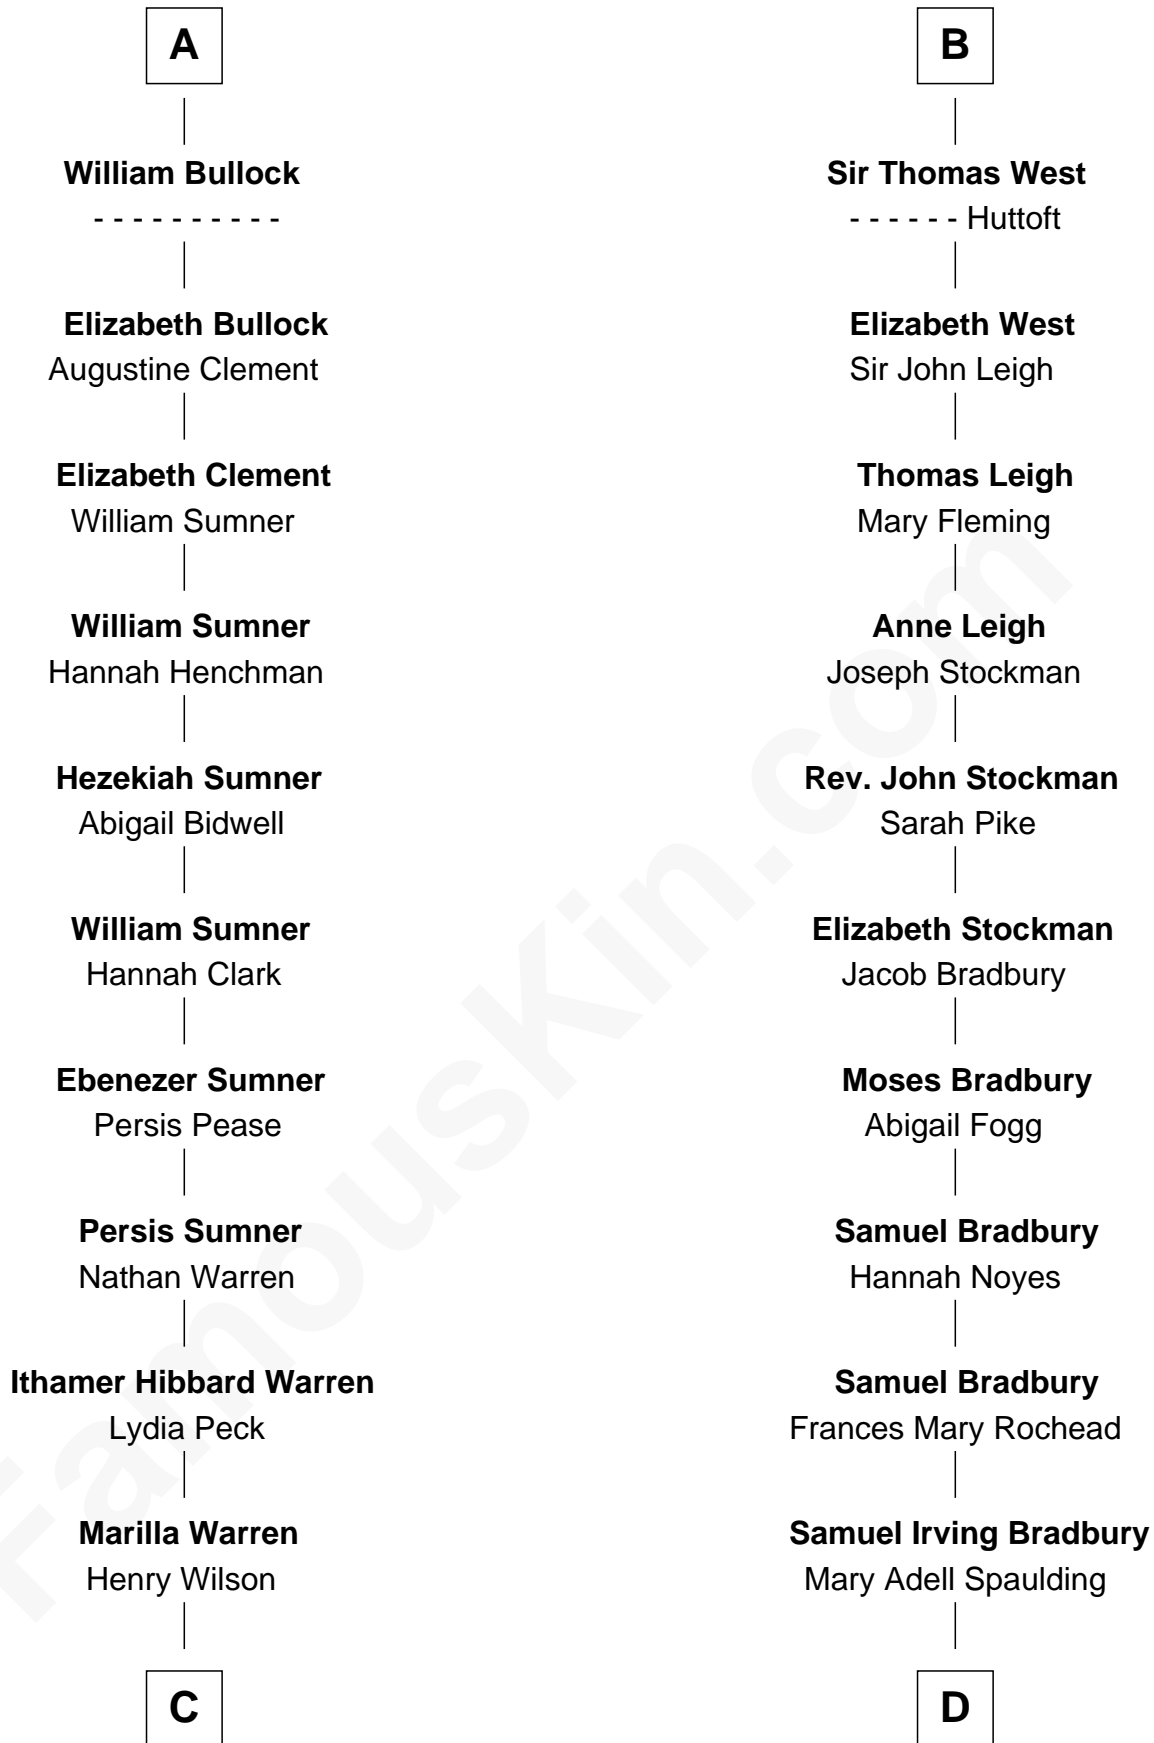 A
William Bullock
- - - - - - - - - -
Elizabeth Bullock
Augustine Clement
Elizabeth Clement
William Sumner
William Sumner
Hannah Henchman
Hezekiah Sumner
Abigail Bidwell
William Sumner
Hannah Clark
Ebenezer Sumner
Persis Pease
Persis Sumner
Nathan Warren
Ithamer Hibbard Warren
Lydia Peck
Marilla Warren
Henry Wilson
C
B
Sir Thomas West
- - - - - - Huttoft
Elizabeth West
Sir John Leigh
Thomas Leigh
Mary Fleming
Anne Leigh
Joseph Stockman
Rev. John Stockman
Sarah Pike
Elizabeth Stockman
Jacob Bradbury
Moses Bradbury
Abigail Fogg
Samuel Bradbury
Hannah Noyes
Samuel Bradbury
Frances Mary Rochead
Samuel Irving Bradbury
Mary Adell Spaulding
D
FamousKin.com